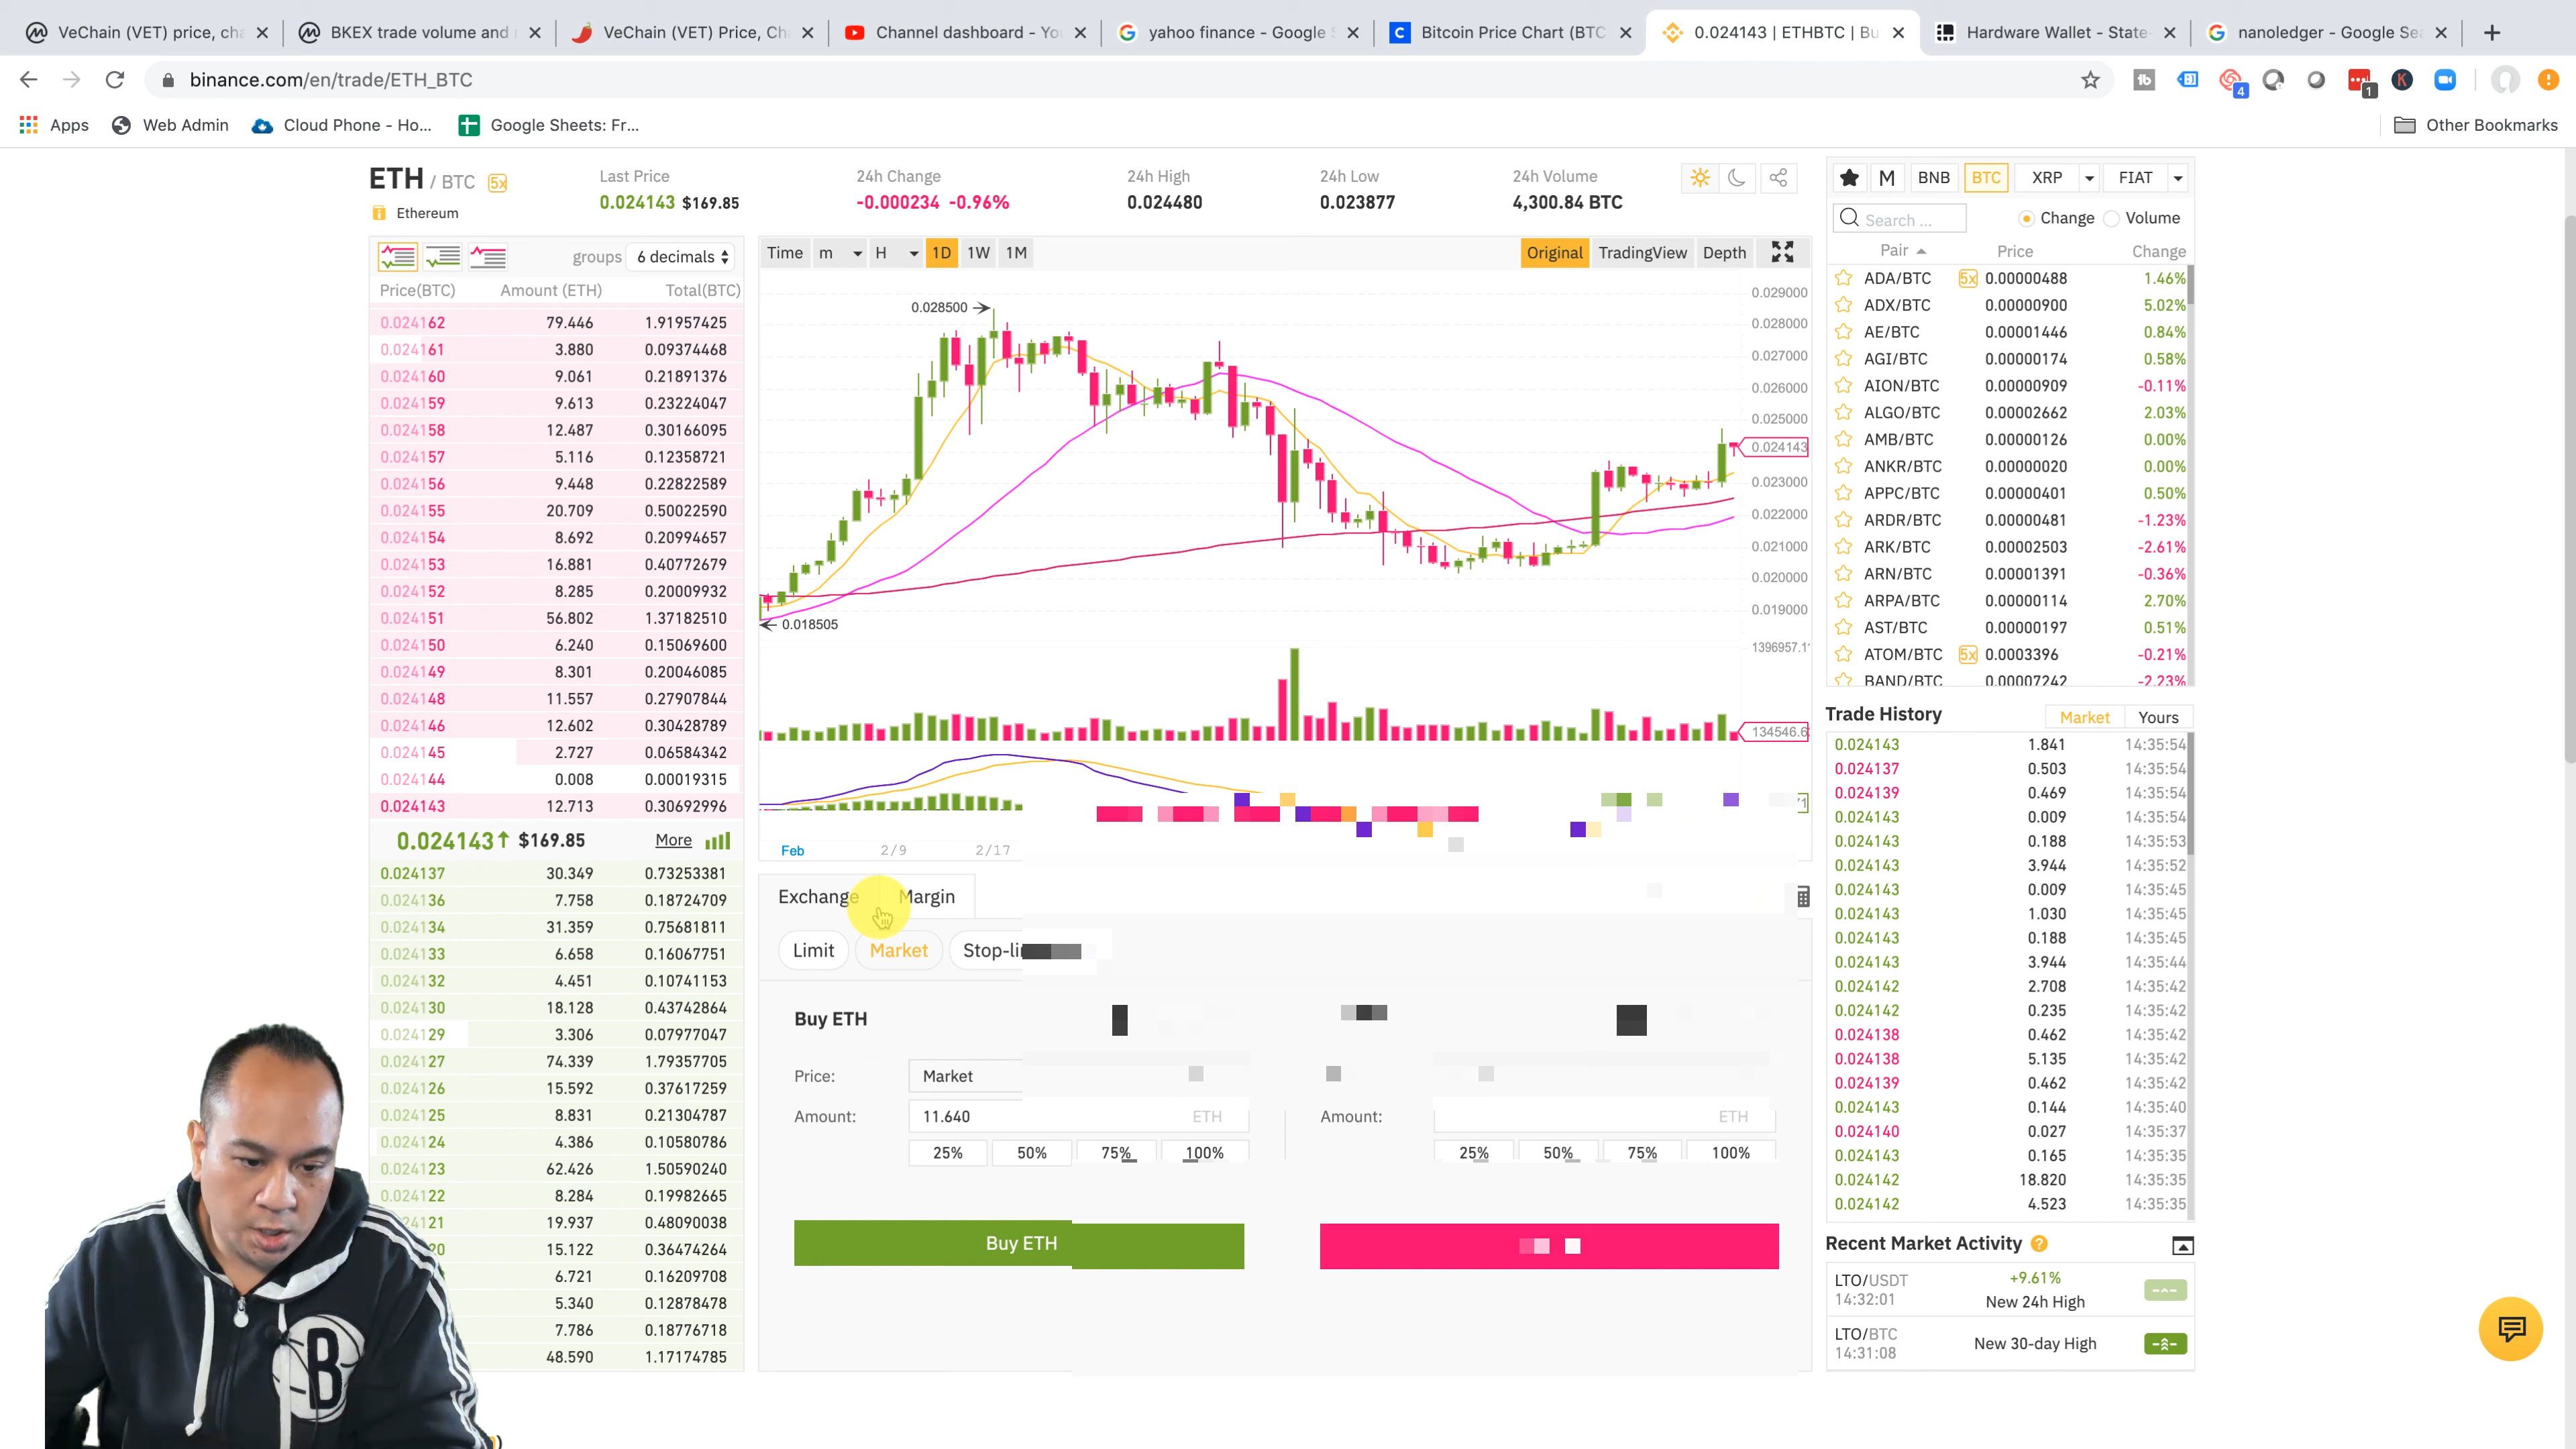 VeChain (VET) price, cha
BKEX trade volume and
VeChain (VET) Price, Ch
Channel dashboard - Yo
yahoo finance - Google S
Bitcoin Price Chart (BTC
0.024143 | ETHBTC | Bu
Hardware Wallet - State-
nanoledger - Google Sea
binance.com/en/trade/ETH_BTC
Apps Web Admin Cloud Phone - Ho... Google Sheets: Fr... Other Bookmarks
ETH / BTC 5x
Ethereum
Last Price
0.024143 $169.85
24h Change
-0.000234 -0.96%
24h High
0.024480
24h Low
0.023877
24h Volume
4,300.84 BTC
groups 6 decimals
Price(BTC) Amount (ETH) Total(BTC)
0.024162 79.446 1.91957425
0.024161 3.880 0.09374468
0.024160 9.061 0.21891376
0.024159 9.613 0.23224047
0.024158 12.487 0.30166095
0.024157 5.116 0.12358721
0.024156 9.448 0.22822589
0.024155 20.709 0.50022590
0.024154 8.692 0.20994657
0.024153 16.881 0.40772679
0.024152 8.285 0.20009932
0.024151 56.802 1.37182510
0.024150 6.240 0.15069600
0.024149 8.301 0.20046085
0.024148 11.557 0.27907844
0.024146 12.602 0.30428789
0.024145 2.727 0.06584342
0.024144 0.008 0.00019315
0.024143 12.713 0.30692996
0.024143↑ $169.85 More
0.024137 30.349 0.73253381
0.024136 7.758 0.18724709
0.024134 31.359 0.75681811
0.024133 6.658 0.16067751
0.024132 4.451 0.10741153
0.024130 18.128 0.43742864
0.024129 3.306 0.07977047
0.024127 74.339 1.79357705
0.024126 15.592 0.37617259
0.024125 8.831 0.21304787
0.024124 4.386 0.10580786
0.024123 62.426 1.50590240
0.024122 8.284 0.19982665
24121 19.937 0.48090038
20 15.122 0.36474264
6.721 0.16209708
5.340 0.12878478
7.786 0.18776718
48.590 1.17174785
Time m H 1D 1W 1M Original TradingView Depth
0.028500
0.018505
0.029000
0.028000
0.027000
0.026000
0.025000
0.024143
0.023000
0.022000
0.021000
0.020000
0.019000
1396957.1
134546.6
Feb 2/9 2/17
Exchange Margin
Limit Market Stop-li
Buy ETH
Price: Market
Amount: 11.640 ETH
25% 50% 75% 100%
Buy ETH
Amount: ETH
25% 50% 75% 100%
M BNB BTC XRP FIAT
Search ... Change Volume
Pair Price Change
ADA/BTC 5x 0.00000488 1.46%
ADX/BTC 0.00000900 5.02%
AE/BTC 0.00001446 0.84%
AGI/BTC 0.00000174 0.58%
AION/BTC 0.00000909 -0.11%
ALGO/BTC 0.00002662 2.03%
AMB/BTC 0.00000126 0.00%
ANKR/BTC 0.00000020 0.00%
APPC/BTC 0.00000401 0.50%
ARDR/BTC 0.00000481 -1.23%
ARK/BTC 0.00002503 -2.61%
ARN/BTC 0.00001391 -0.36%
ARPA/BTC 0.00000114 2.70%
AST/BTC 0.00000197 0.51%
ATOM/BTC 5x 0.0003396 -0.21%
BAND/BTC 0.00007242 -2.23%
Trade History Market Yours
0.024143 1.841 14:35:54
0.024137 0.503 14:35:54
0.024139 0.469 14:35:54
0.024143 0.009 14:35:54
0.024143 0.188 14:35:53
0.024143 3.944 14:35:52
0.024143 0.009 14:35:45
0.024143 1.030 14:35:45
0.024143 0.188 14:35:45
0.024143 3.944 14:35:44
0.024142 2.708 14:35:42
0.024142 0.235 14:35:42
0.024138 0.462 14:35:42
0.024138 5.135 14:35:42
0.024139 0.462 14:35:42
0.024143 0.144 14:35:40
0.024140 0.027 14:35:37
0.024143 0.165 14:35:35
0.024142 18.820 14:35:35
0.024142 4.523 14:35:35
Recent Market Activity
LTO/USDT +9.61%
14:32:01 New 24h High
LTO/BTC New 30-day High
14:31:08
B